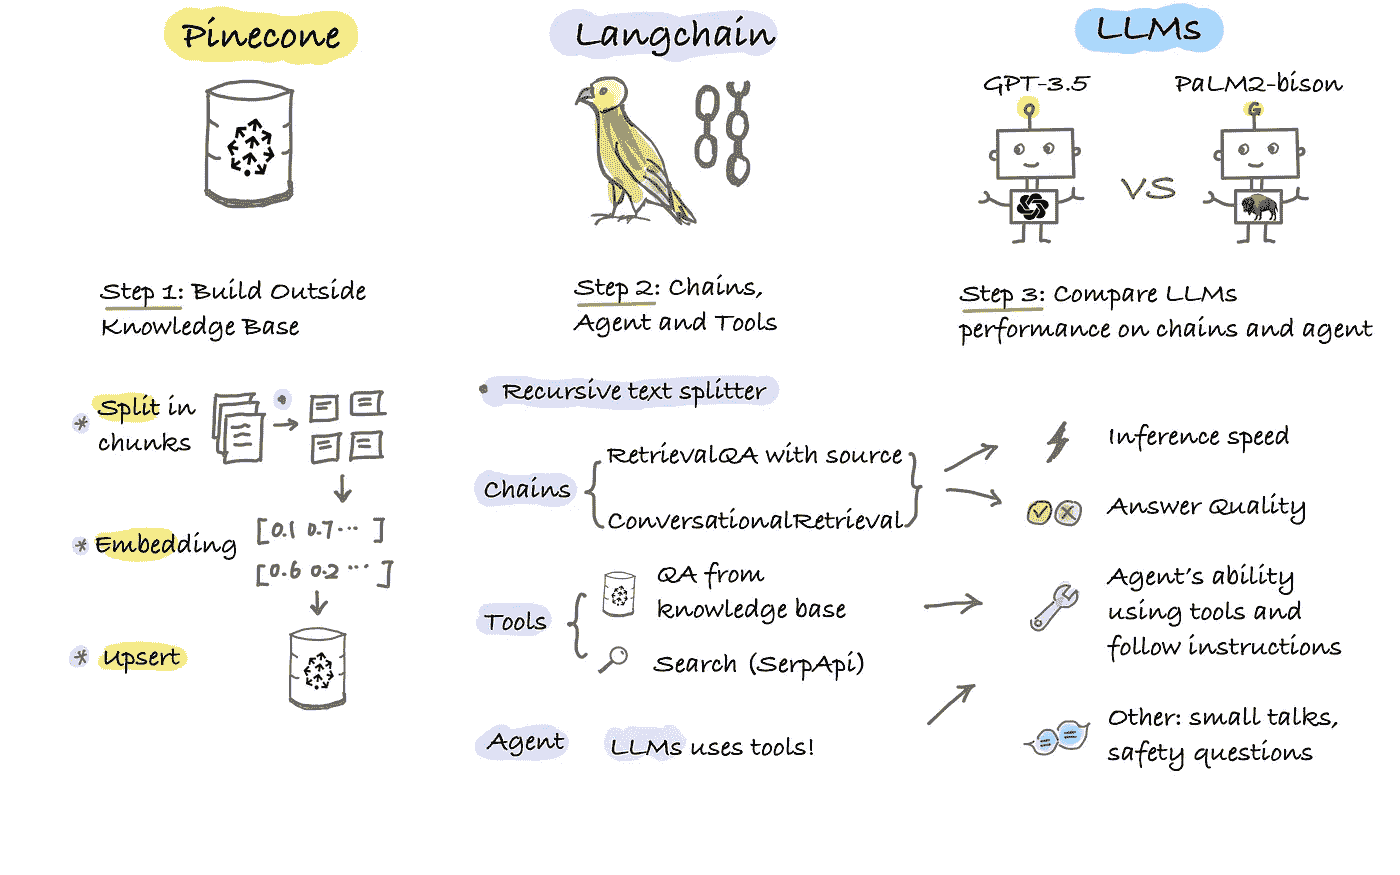 Pinecone
Step 1: Build Outside
Knowledge Base
* Split in
chunks
* Embedding
[0.1 0.7... ]
[0.6 0.2 ... ]
* Upsert
Langchain
Step 2: Chains,
Agent and Tools
• Recursive text splitter
Chains
RetrievalQA with source
ConversationalRetrieval
Tools
QA from
knowledge base
Search (SerpApi)
Agent
LLMs uses tools!
LLMs
GPT-3.5
O
VS
PaLM2-bison
G
Step 3: Compare LLMs
performance on chains and agent
Inference speed
Answer Quality
Agent's ability
using tools and
follow instructions
Other: small talks,
safety questions